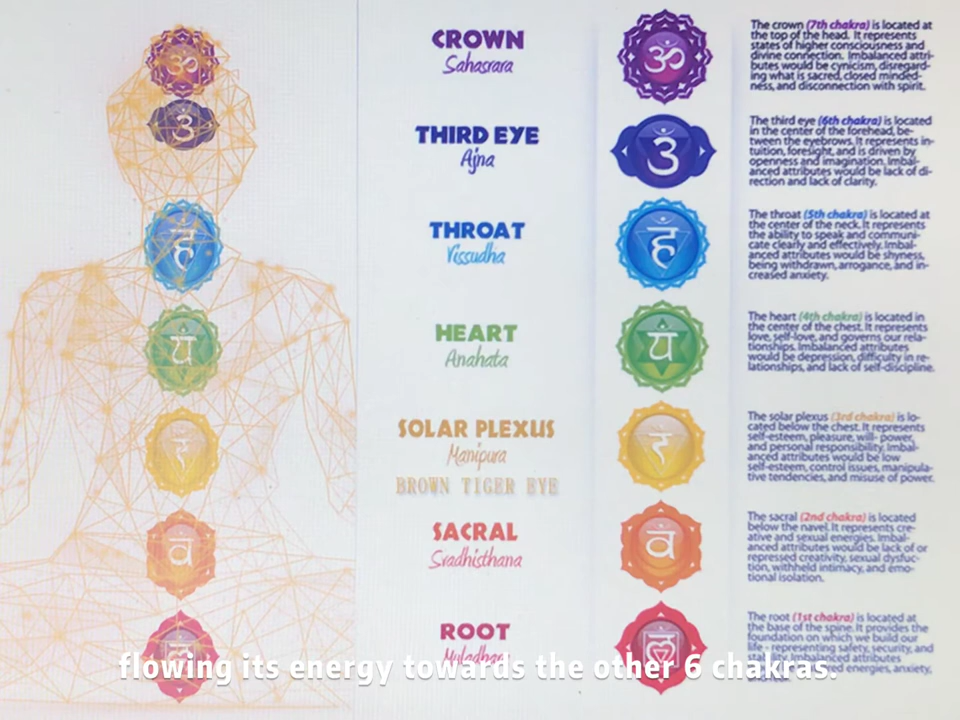 CROWN
Sahasrara
The crown (7th chakra) is located at
the top of the head. It represents
states of higher consciousness and
divine connection. Imbalanced attri-
butes would be cynicism, disregard-
ing what is sacred, closed minded-
ness, and disconnection with spirit.
THIRD EYE
Ajna
The third eye (6th chakra) is located
in the center of the forehead, be-
tween the eyebrows. It represents in-
tuition, foresight, and is driven by
openness and imagination. Imbal-
anced attributes would be lack of di-
rection and lack of clarity.
THROAT
Vissudha
The throat (5th chakra) is located at
the center of the neck. It represents
the ability to speak and communi-
cate clearly and effectively. Imbal-
anced attributes would be shyness,
being withdrawn, arrogance, and in-
creased anxiety.
HEART
Anahata
The heart (4th chakra) is located in
the center of the chest. It represents
love, self-love, and governs our rela-
tionships. Imbalanced attributes
would be depression, difficulty in re-
lationships, and lack of self-discipline.
SOLAR PLEXUS
Manipura
BROWN TIGER EYE
The solar plexus (3rd chakra) is lo-
cated below the chest. It represents
self-esteem, pleasure, will- power,
and personal responsibility. Imbal-
anced attributes would be low
self-esteem, control issues, manipula-
tive tendencies, and misuse of power.
SACRAL
Svadhisthana
The sacral (2nd chakra) is located
below the navel. It represents cre-
ative and sexual energies. Imbal-
anced attributes would be lack of or
repressed creativity, sexual dysfuc-
tion, withheld intimacy, and emo-
tional isolation.
ROOT
The root (1st chakra) is located at
the base of the spine. It provides the
foundation on which we build our
life - representing safety, security, and
stability. Imbalanced attributes
energies, anxiety,
flowing its energy towards the other 6 chakras.
ॐ
ॐ
ह
ह
य
य
र
र
व
व
ल